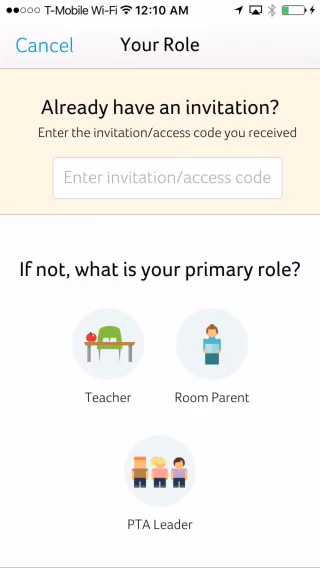 T-Mobile Wi-Fi 12:10 AM
Cancel
Your Role
Already have an invitation?
Enter the invitation/access code you received
Enter invitation/access code
If not, what is your primary role?
Teacher
Room Parent
PTA Leader